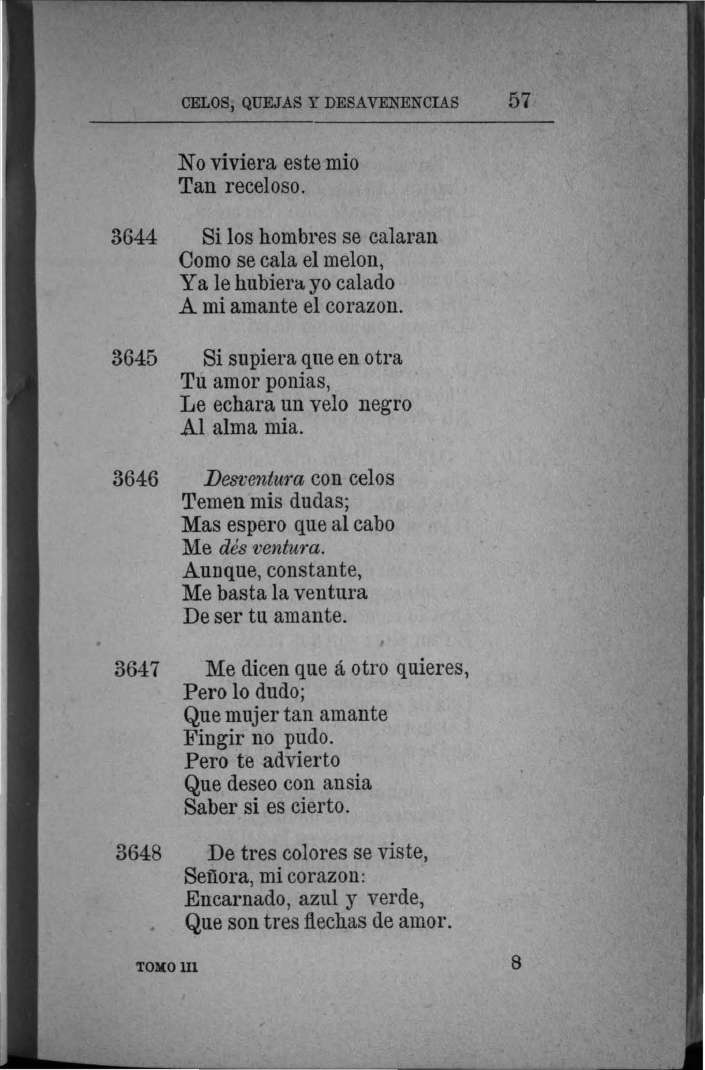 CELOS, QUEJAS Y DESAVENENCIAS 57
No viviera este mio
Tan receloso.
3644 Si los hombres se calaran
Como se cala el melon,
Ya le hubiera yo calado
A mi amante el corazon.
3645 Si supiera que en otra
Tu amor ponias,
Le echara un velo negro
Al alma mia.
3646 Desventura con celos
Temen mis dudas;
Mas espero que al cabo
Me dés ventura.
Aunque, constante,
Me basta la ventura
De ser tu amante.
3647 Me dicen que á otro quieres,
Pero lo dudo;
Que mujer tan amante
Fingir no pudo.
Pero te advierto
Que deseo con ansia
Saber si es cierto.
3648 De tres colores se viste,
Señora, mi corazon:
Encarnado, azul y verde,
Que son tres flechas de amor.
TOMO III 8